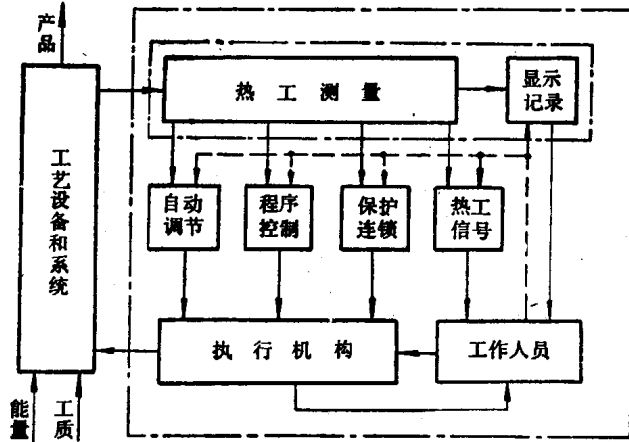 产品
热工测量
显示
记录
工艺设备和系统
自动
调节
程序
控制
保护
连锁
热工
信号
执行机构
工作人员
能量
工质